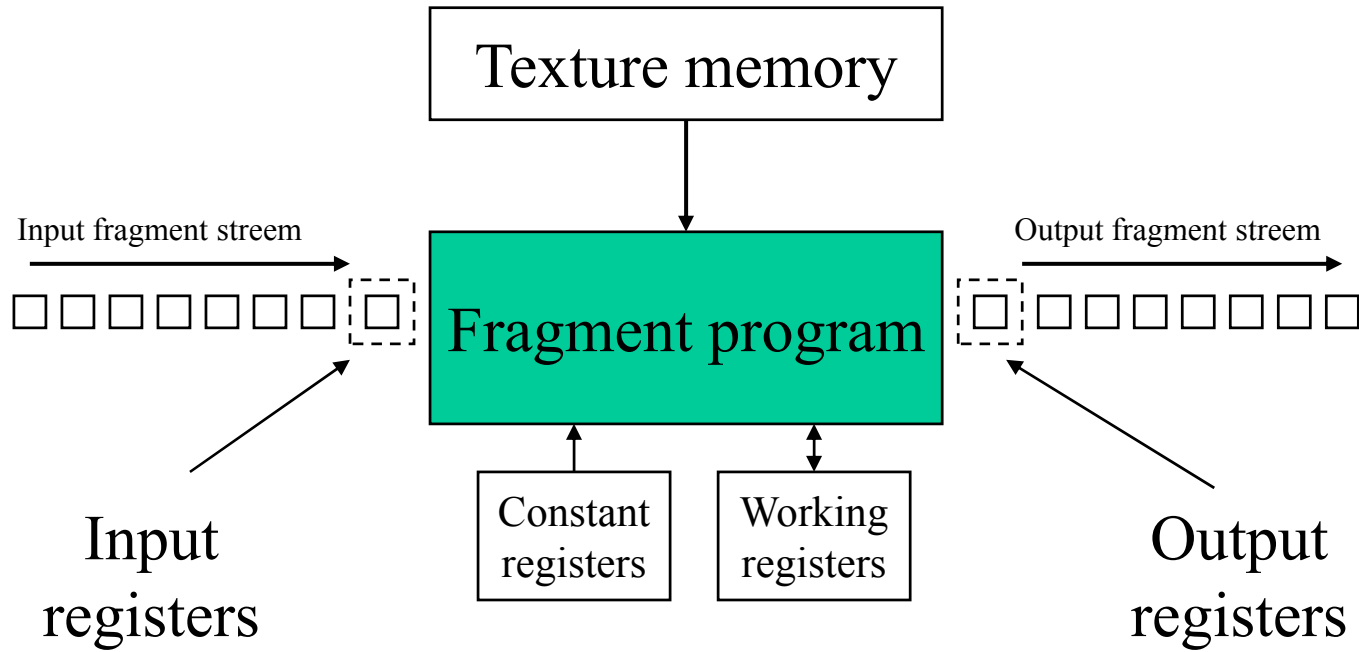 Texture memory
Input fragment streem
Output fragment streem
Fragment program
Constant
registers
Working
registers
Input
registers
Output
registers